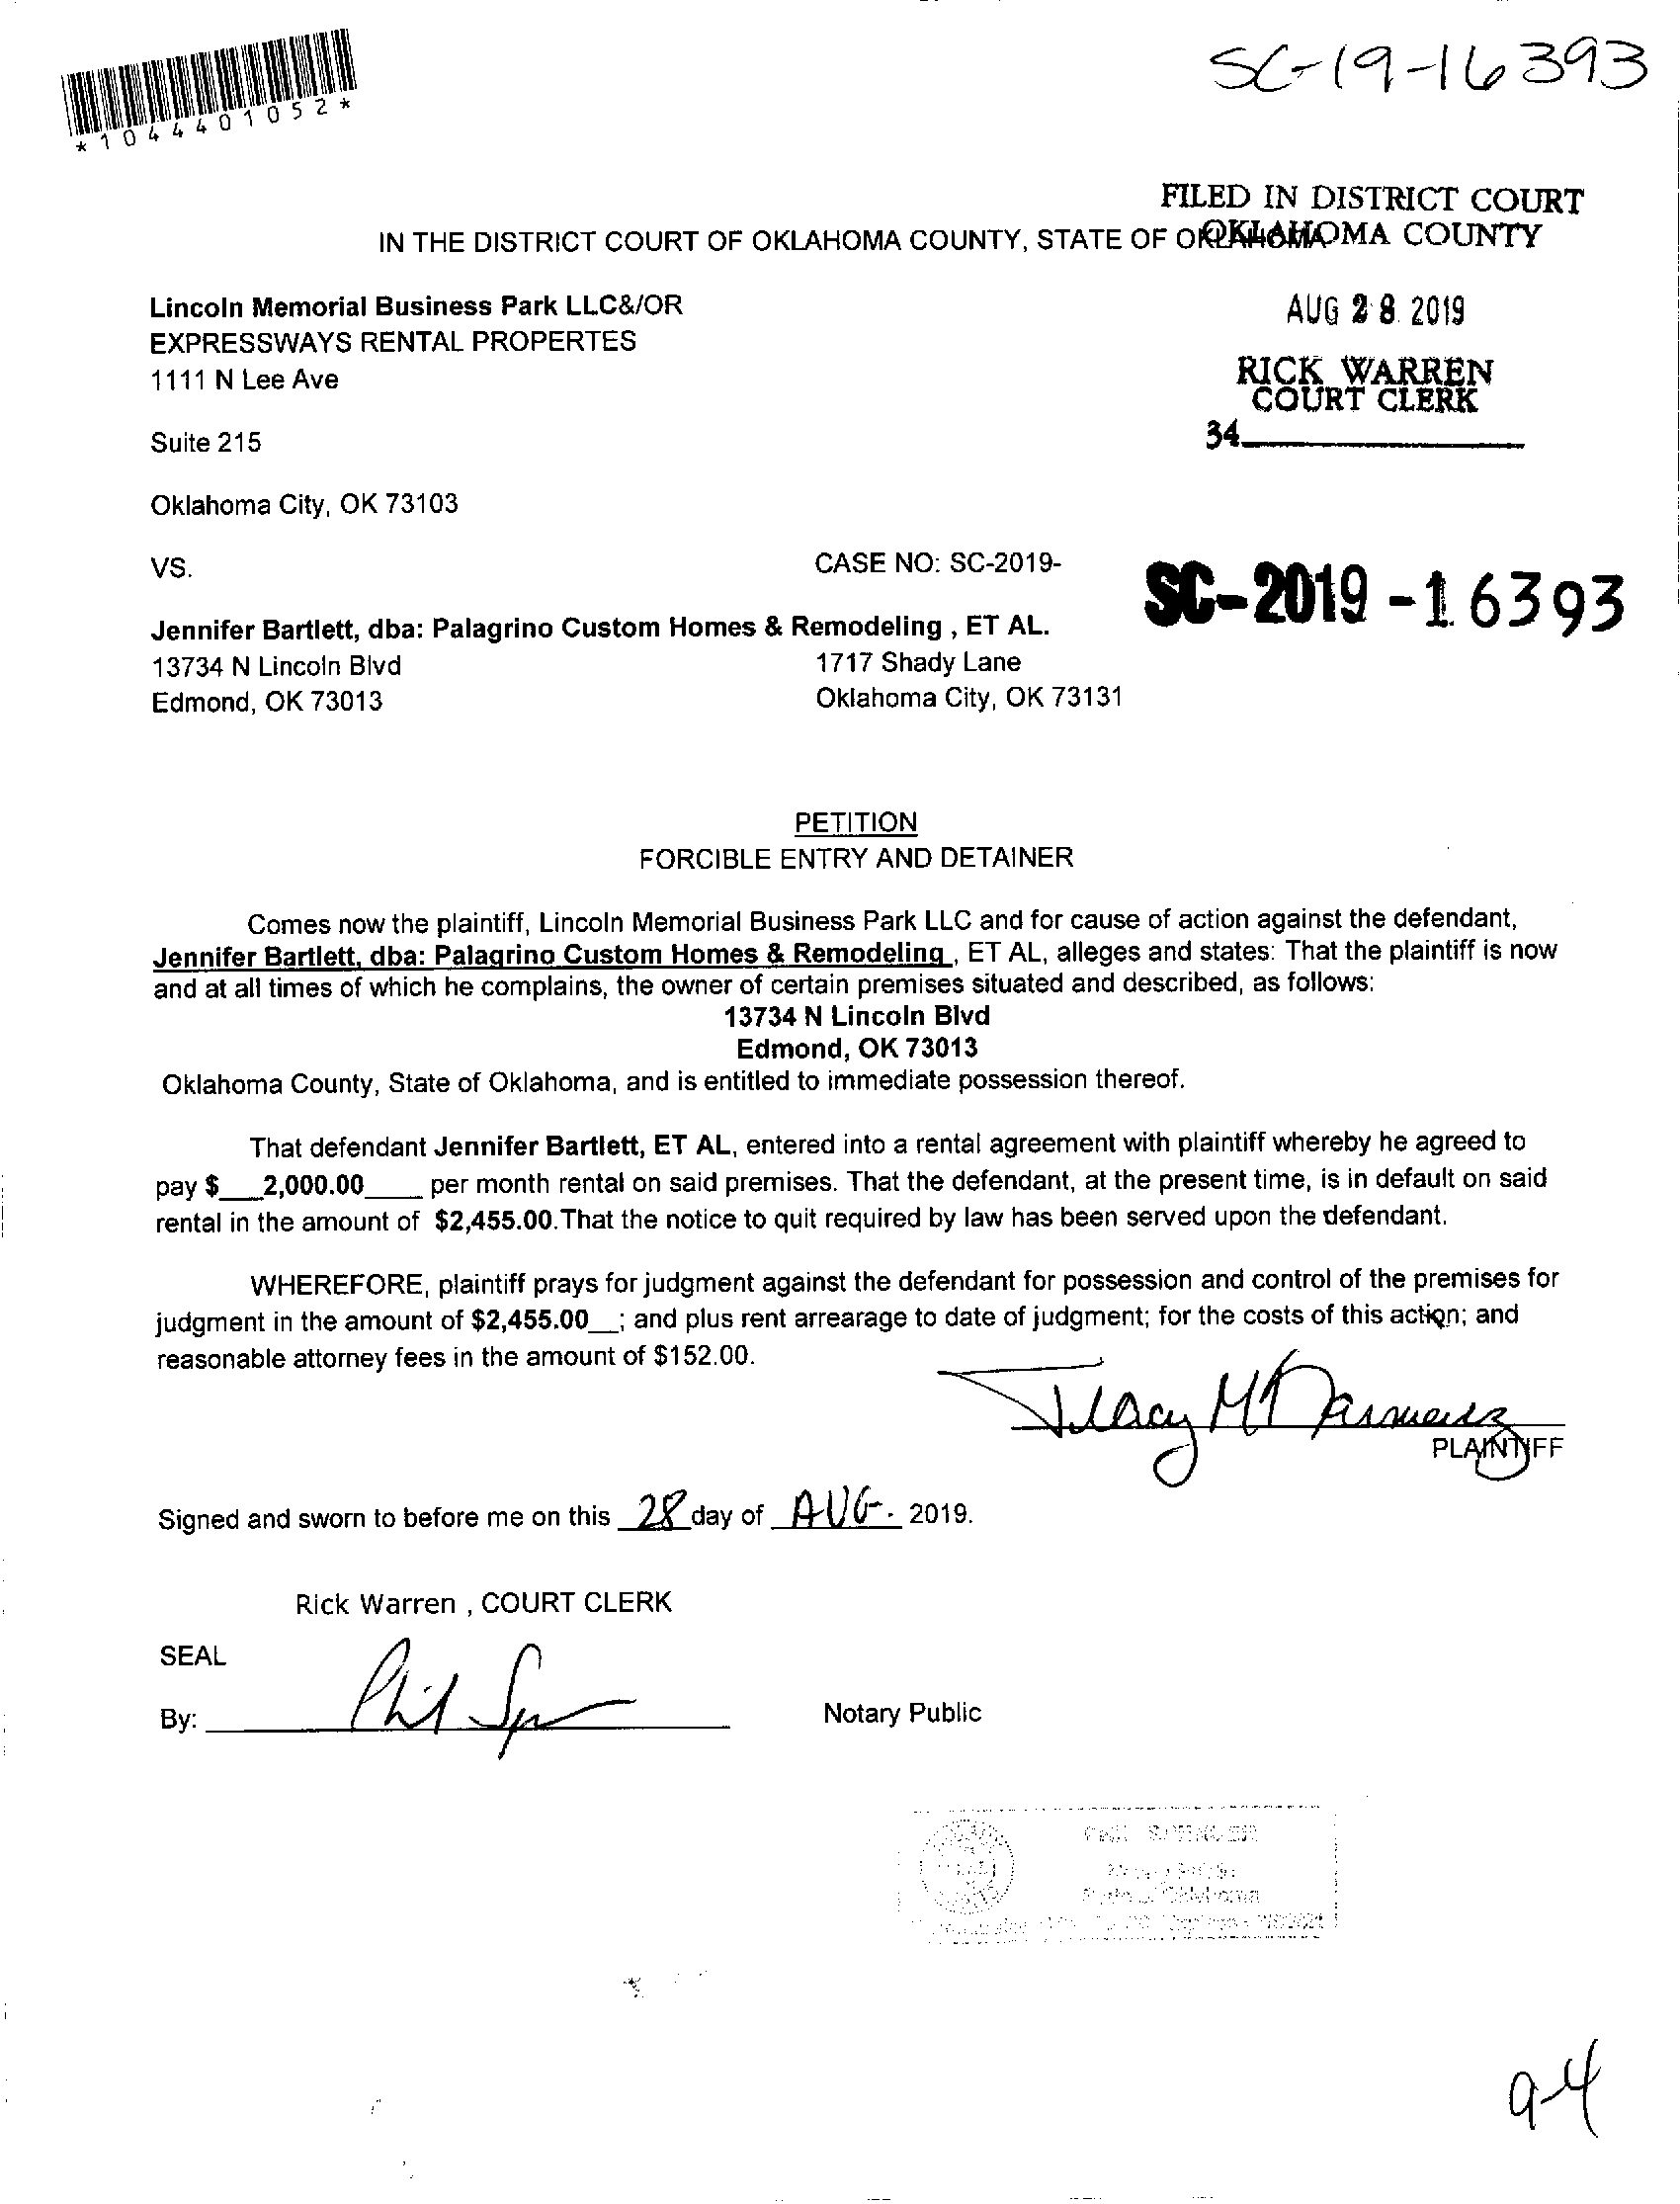 SC-19-16393
*1044401052*
FILED IN DISTRICT COURT
OKLAHOMA COUNTY
IN THE DISTRICT COURT OF OKLAHOMA COUNTY, STATE OF OKLAHOMA
Lincoln Memorial Business Park LLC&/OR
AUG 28 2019
EXPRESSWAYS RENTAL PROPERTES
1111 N Lee Ave
RICK WARREN
COURT CLERK
34
Suite 215
Oklahoma City, OK 73103
VS.
CASE NO: SC-2019-
SC-2019-16393
Jennifer Bartlett, dba: Palagrino Custom Homes & Remodeling , ET AL.
13734 N Lincoln Blvd 1717 Shady Lane
Edmond, OK 73013 Oklahoma City, OK 73131
PETITION
FORCIBLE ENTRY AND DETAINER
Comes now the plaintiff, Lincoln Memorial Business Park LLC and for cause of action against the defendant,
Jennifer Bartlett, dba: Palagrino Custom Homes & Remodeling , ET AL, alleges and states: That the plaintiff is now
and at all times of which he complains, the owner of certain premises situated and described, as follows:
13734 N Lincoln Blvd
Edmond, OK 73013
Oklahoma County, State of Oklahoma, and is entitled to immediate possession thereof.
That defendant Jennifer Bartlett, ET AL, entered into a rental agreement with plaintiff whereby he agreed to
pay $___2,000.00____ per month rental on said premises. That the defendant, at the present time, is in default on said
rental in the amount of $2,455.00.That the notice to quit required by law has been served upon the defendant.
WHEREFORE, plaintiff prays for judgment against the defendant for possession and control of the premises for
judgment in the amount of $2,455.00__; and plus rent arrearage to date of judgment; for the costs of this action; and
reasonable attorney fees in the amount of $152.00.
PLAINTIFF
Signed and sworn to before me on this 28 day of AUG. 2019.
Rick Warren , COURT CLERK
SEAL
By:
Notary Public
9-4